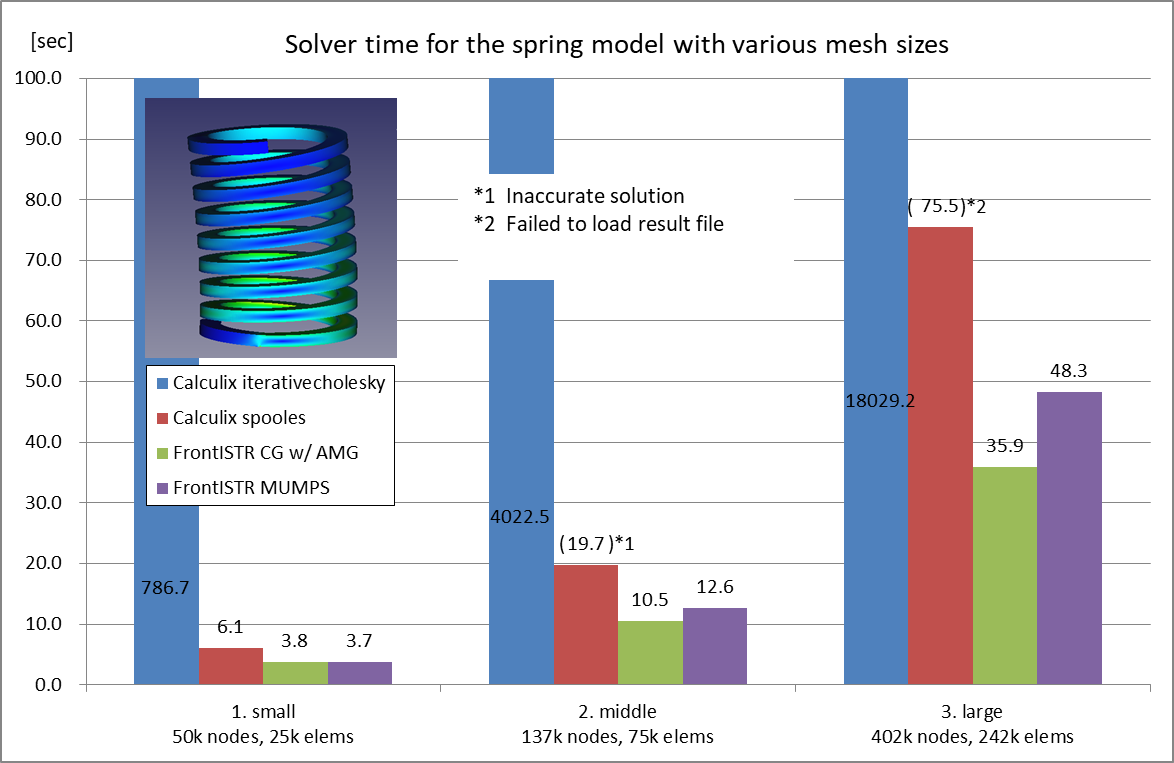 [sec]
Solver time for the spring model with various mesh sizes
100.0
90.0
80.0
70.0
60.0
50.0
40.0
30.0
20.0
10.0
0.0
*1 Inaccurate solution
*2 Failed to load result file
Calculix iterativecholesky
Calculix spooles
FrontISTR CG w/ AMG
FrontISTR MUMPS
786.7
6.1
3.8
3.7
4022.5
(19.7)*1
10.5
12.6
18029.2
( 75.5)*2
35.9
48.3
1. small
50k nodes, 25k elems
2. middle
137k nodes, 75k elems
3. large
402k nodes, 242k elems